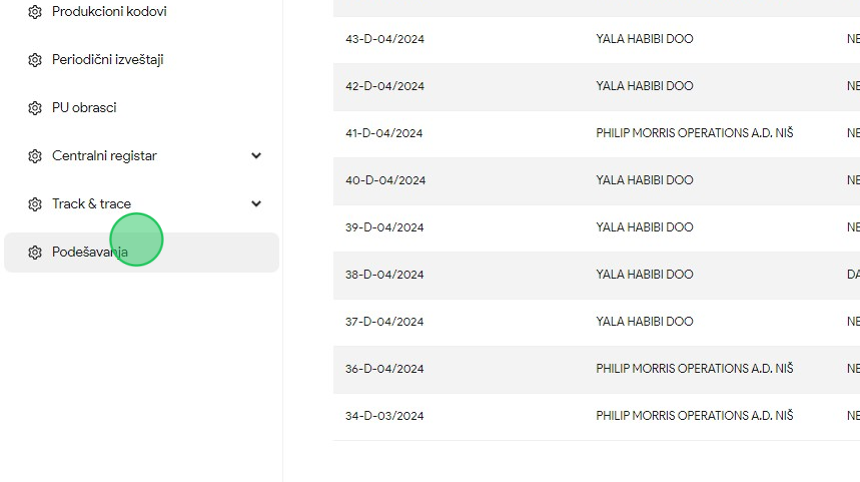 Produkcioni kodovi
Periodični izveštaji
PU obrasci
Centralni registar
Track & trace
Podešavanja
43-D-04/2024 YALA HABIBI DOO NE
42-D-04/2024 YALA HABIBI DOO NE
41-D-04/2024 PHILIP MORRIS OPERATIONS A.D. NIŠ NE
40-D-04/2024 YALA HABIBI DOO NE
39-D-04/2024 YALA HABIBI DOO NE
38-D-04/2024 YALA HABIBI DOO DA
37-D-04/2024 YALA HABIBI DOO NE
36-D-04/2024 PHILIP MORRIS OPERATIONS A.D. NIŠ NE
34-D-03/2024 PHILIP MORRIS OPERATIONS A.D. NIŠ NE